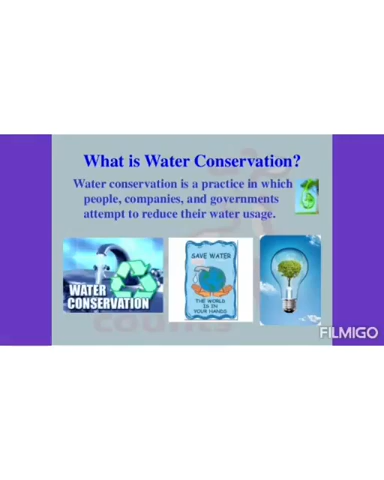 What is Water Conservation?
Water conservation is a practice in which
people, companies, and governments
attempt to reduce their water usage.
WATER
CONSERVATION
SAVE WATER
THE WORLD
IS IN
YOUR HANDS
counts
FILMIGO